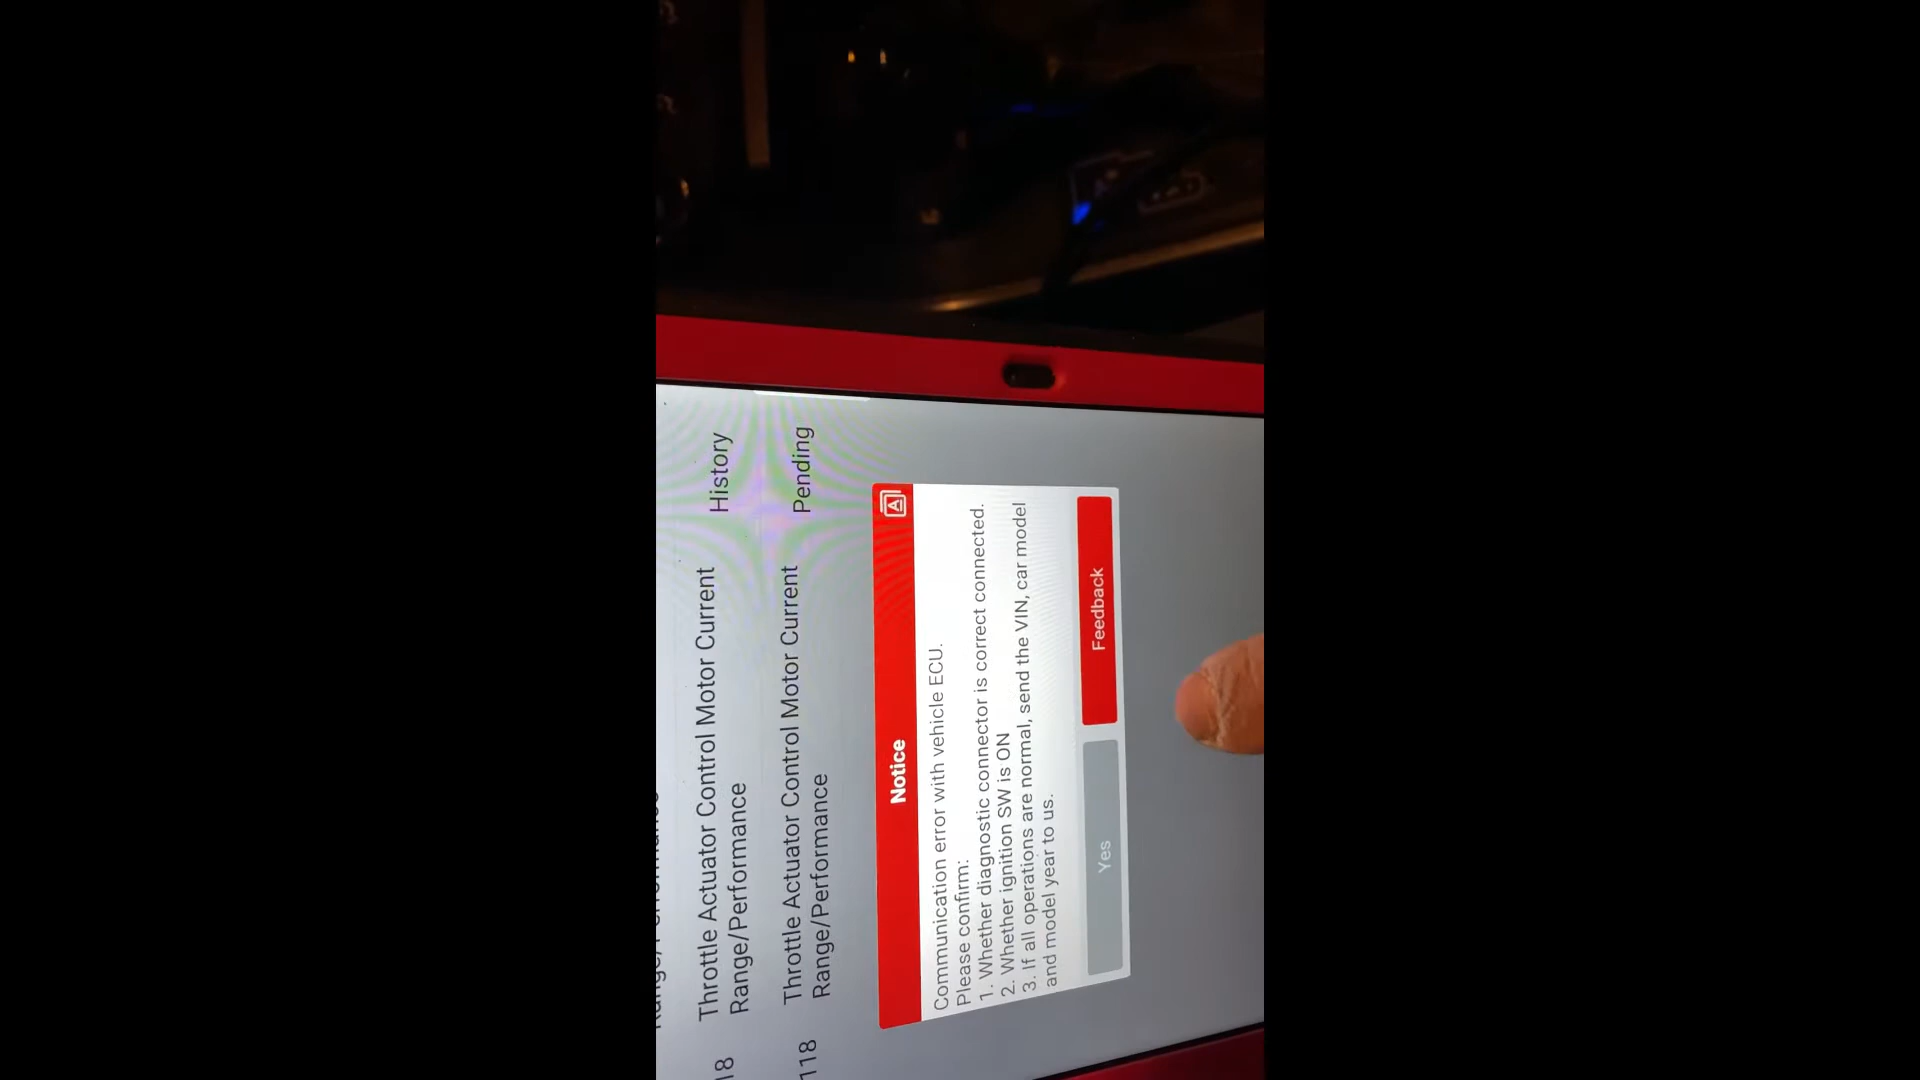 18 Throttle Actuator Control Motor Current History
Range/Performance
118 Throttle Actuator Control Motor Current Pending
Range/Performance
Notice
A
Communication error with vehicle ECU.
Please confirm:
1. Whether diagnostic connector is correct connected.
2. Whether ignition SW is ON
3. If all operations are normal, send the VIN, car model
and model year to us.
Yes Feedback